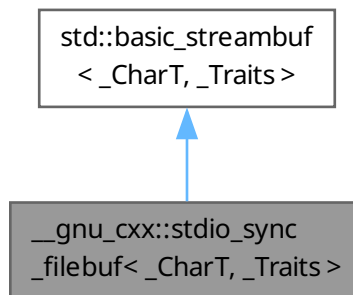 std::basic_streambuf
< _CharT, _Traits >
__gnu_cxx::stdio_sync
_filebuf< _CharT, _Traits >